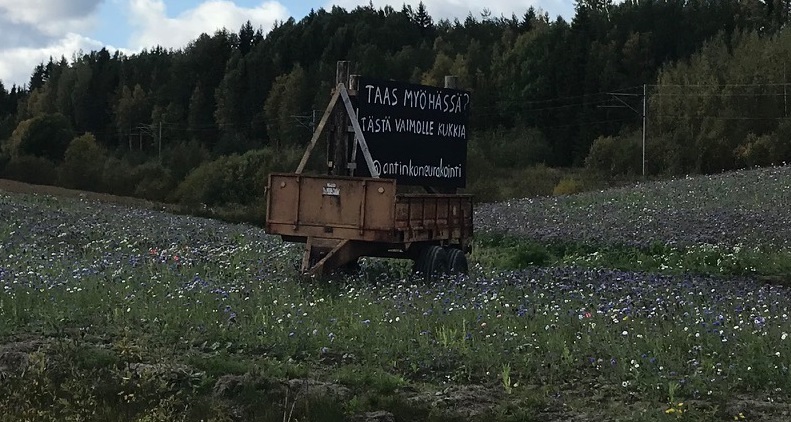 TAAS MYÖHÄSSÄ?
TÄSTÄ VAIMOLLE KUKKIA
@antinkoneurakointi